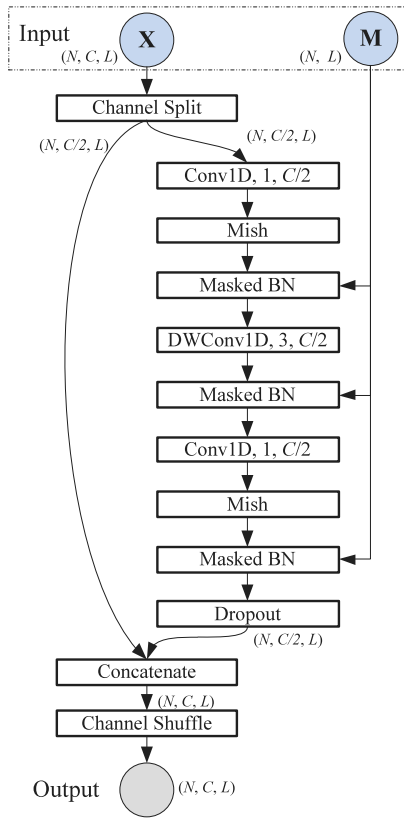 Input
X
M
(N, C, L)
(N, L)
Channel Split
(N, C/2, L)
(N, C/2, L)
Conv1D, 1, C/2
Mish
Masked BN
DWConv1D, 3, C/2
Masked BN
Conv1D, 1, C/2
Mish
Masked BN
Dropout
(N, C/2, L)
Concatenate
(N, C, L)
Channel Shuffle
Output
(N, C, L)